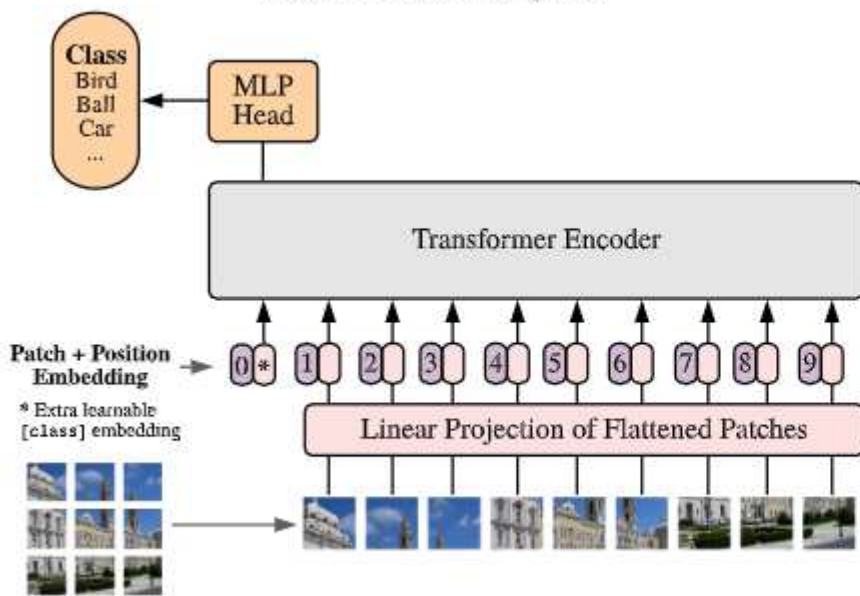 Class
Bird
Ball
Car
...
MLP
Head
Transformer Encoder
Patch + Position
Embedding
0 * 1 2 3 4 5 6 7 8 9
* Extra learnable
[class] embedding
Linear Projection of Flattened Patches